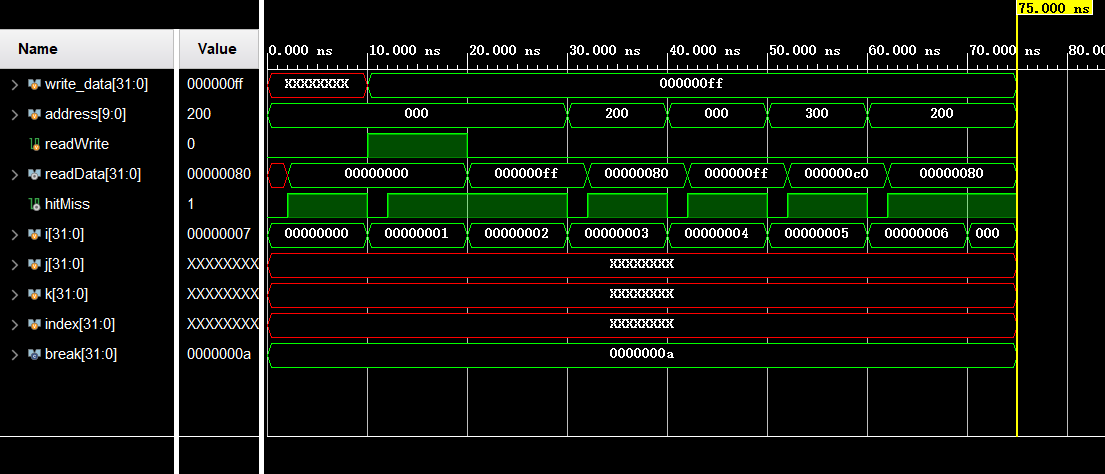 75.000 ns
Name Value
0.000 ns 10.000 ns 20.000 ns 30.000 ns 40.000 ns 50.000 ns 60.000 ns 70.000 ns 80.00
write_data[31:0] 000000ff XXXXXXXX 000000ff
address[9:0] 200 000 200 000 300 200
readWrite 0
readData[31:0] 00000080 00000000 000000ff 00000080 000000ff 000000c0 00000080
hitMiss 1
i[31:0] 00000007 00000000 00000001 00000002 00000003 00000004 00000005 00000006 000
j[31:0] XXXXXXXX XXXXXXXX
k[31:0] XXXXXXXX XXXXXXXX
index[31:0] XXXXXXXX XXXXXXXX
break[31:0] 0000000a 0000000a